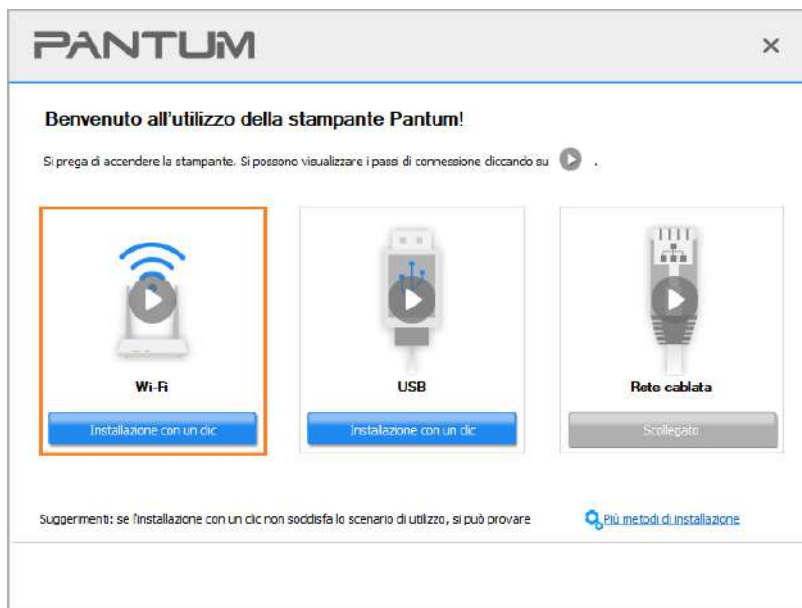 PANTUM
Benvenuto all'utilizzo della stampante Pantum!
Si prega di accendere la stampante. Si possono visualizzare i passi di connessione cliccando su .
Wi-Fi
USB
Rete cablata
Installazione con un clic
Installazione con un clic
Scollegato
Suggerimenti: se l'installazione con un clic non soddisfa lo scenario di utilizzo, si può provare
Più metodi di installazione